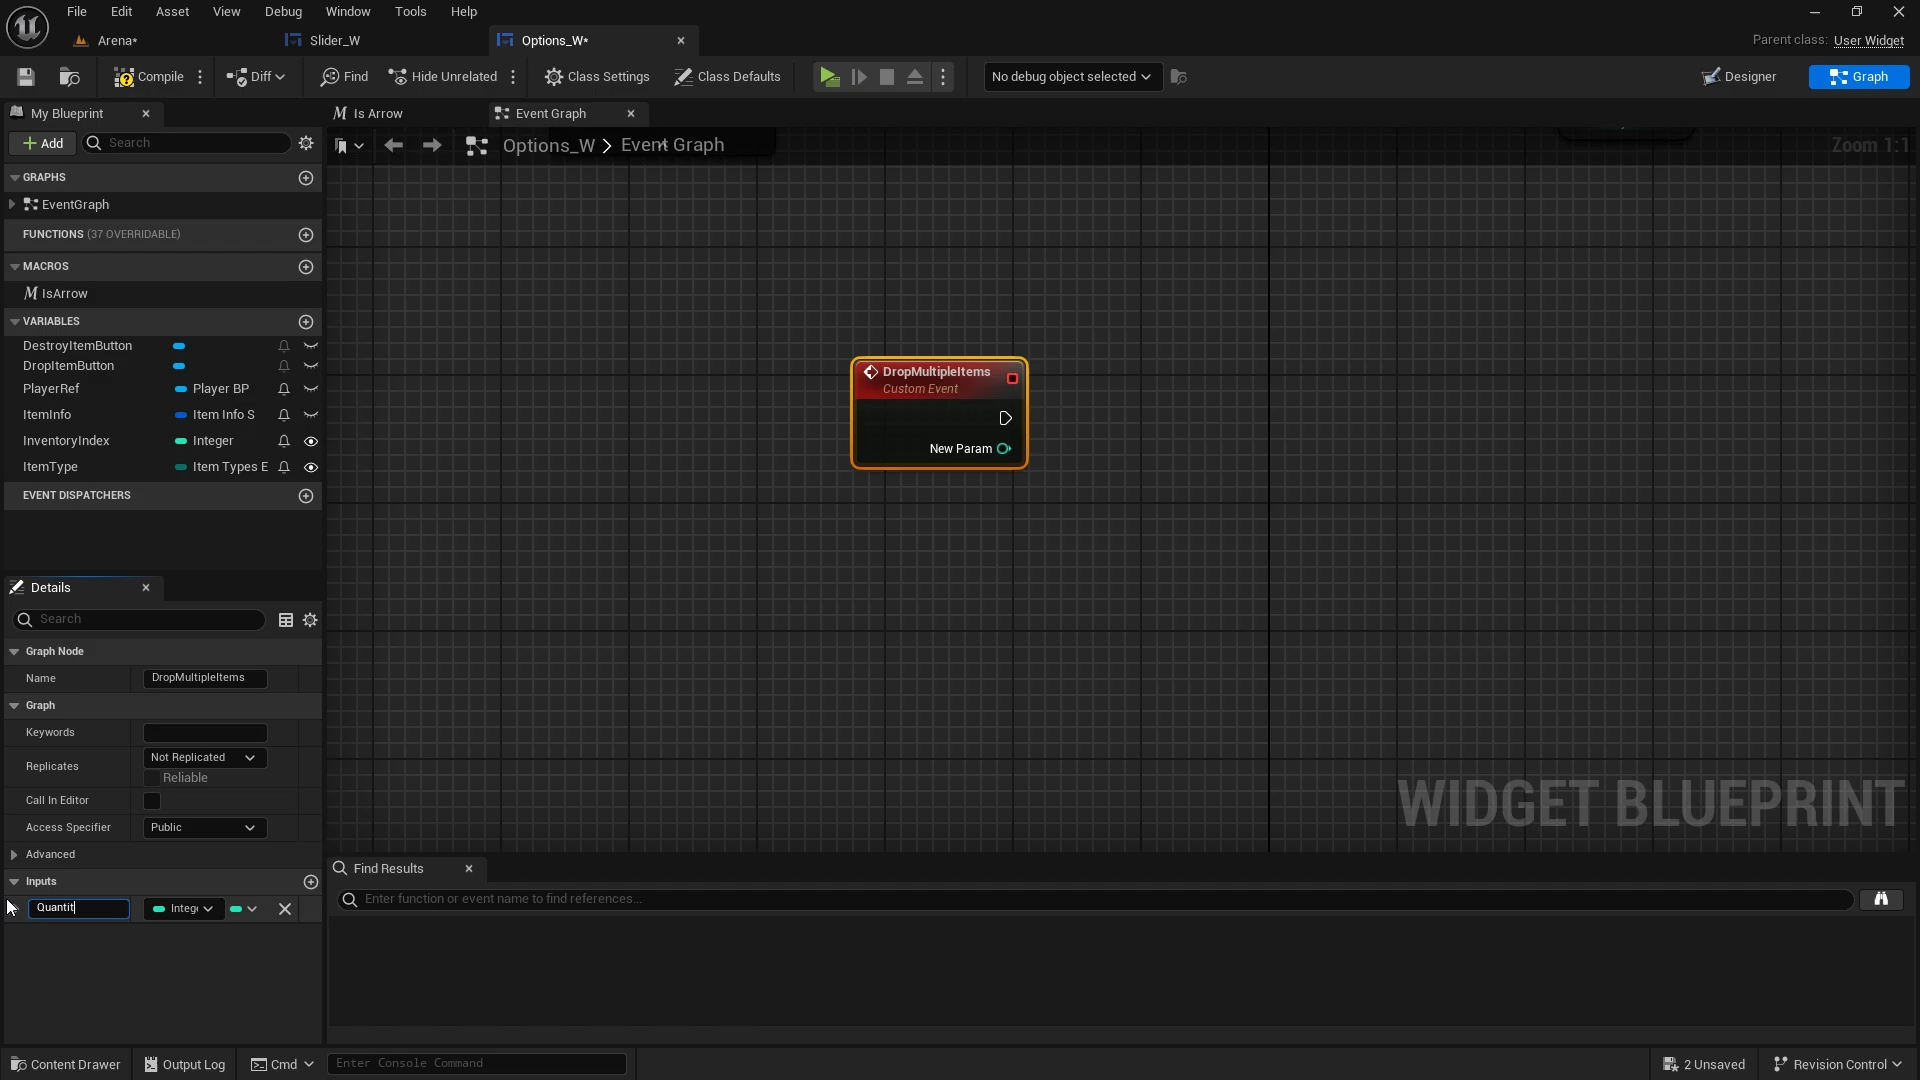 File Edit Asset View Debug Window Tools Help
Arena* Slider_W Options_W* Parent class: User Widget
Compile Diff Find Hide Unrelated Class Settings Class Defaults No debug object selected Designer Graph
My Blueprint Is Arrow Event Graph
Add Search Options_W > Event Graph Zoom 1:1
GRAPHS
EventGraph
FUNCTIONS (37 OVERRIDABLE)
MACROS
IsArrow
VARIABLES
DestroyItemButton
DropItemButton
PlayerRef Player BP
ItemInfo Item Info S
InventoryIndex Integer
ItemType Item Types E
EVENT DISPATCHERS
DropMultipleItems
Custom Event
New Param
Details
Search
Graph Node
Name DropMultipleItems
Graph
Keywords
Replicates Not Replicated
Reliable
Call In Editor
Access Specifier Public
Advanced
Inputs
Quantit Integ
WIDGET BLUEPRINT
Find Results
Enter function or event name to find references...
Content Drawer Output Log Cmd Enter Console Command 2 Unsaved Revision Control